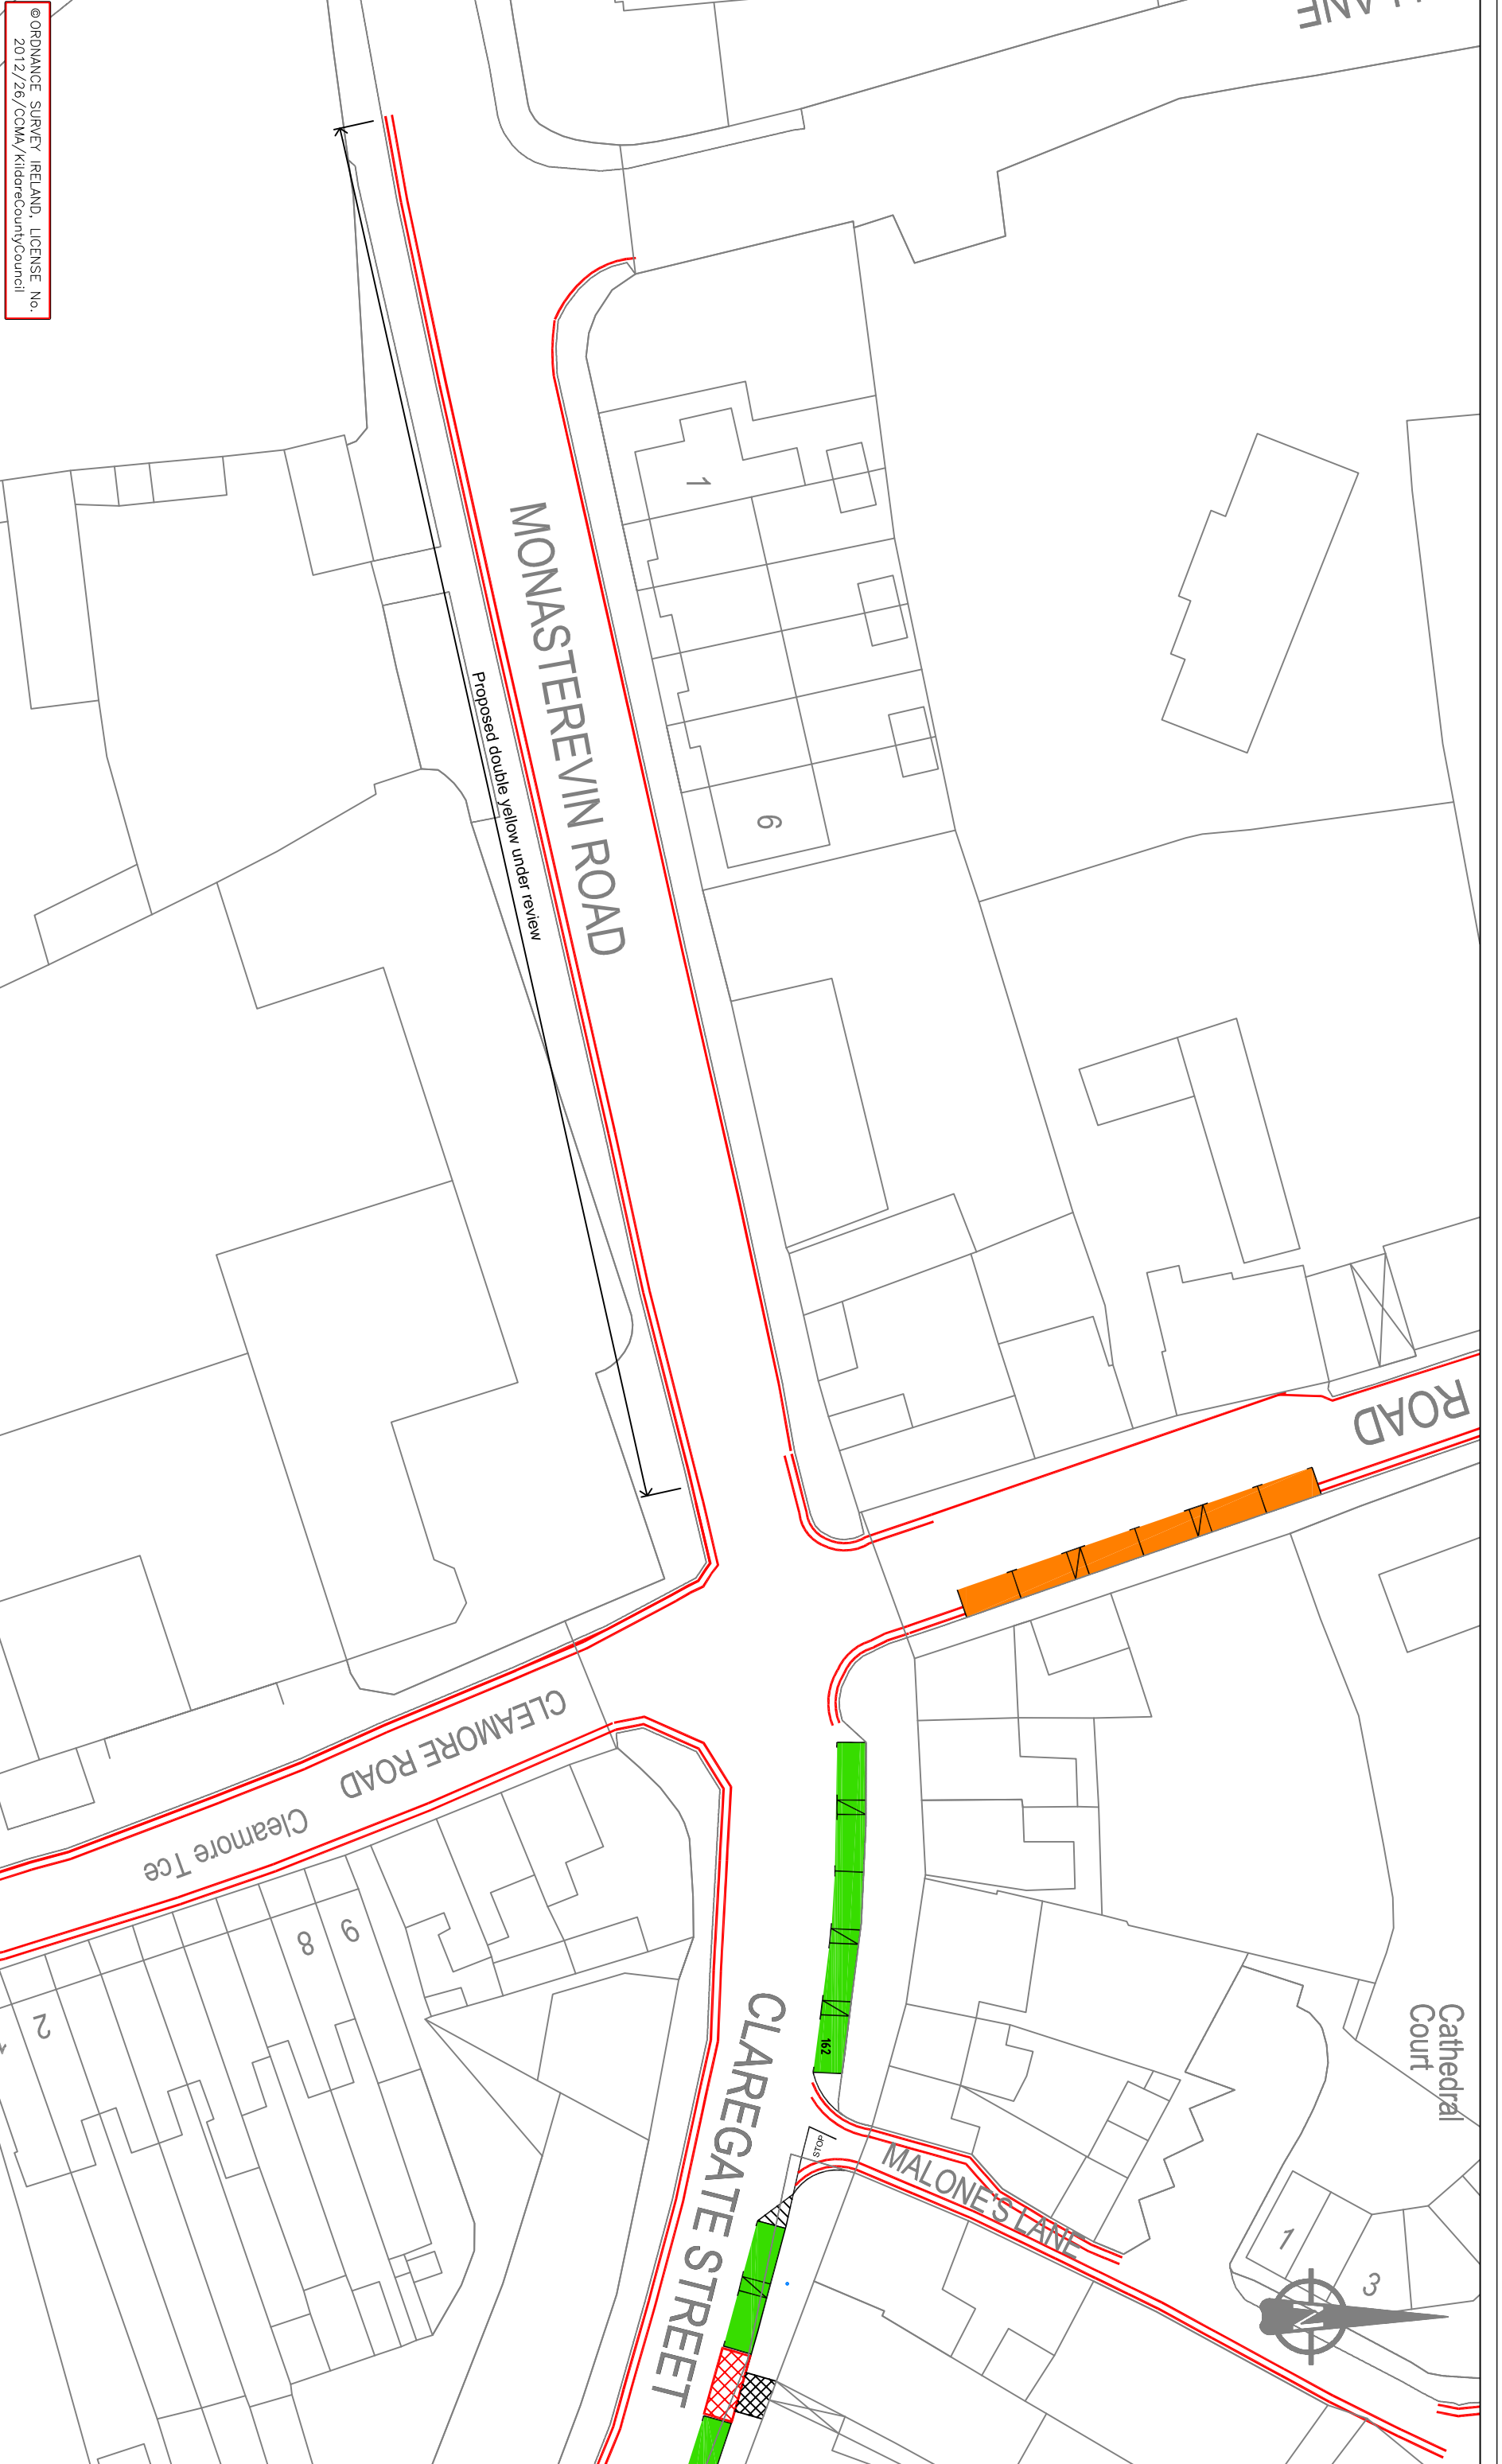 ©ORDNANCE SURVEY IRELAND, LICENSE No.
2012/26/CCMA/KildareCountyCouncil
LANE
1
MONASTEREVIN ROAD
Proposed double yellow under review
6
ROAD
CLEAMORE ROAD
Cleamore Tce
9
8
2
162
CLAREGATE STREET
STOP
MALONE'S LANE
Cathedral
Court
1
3